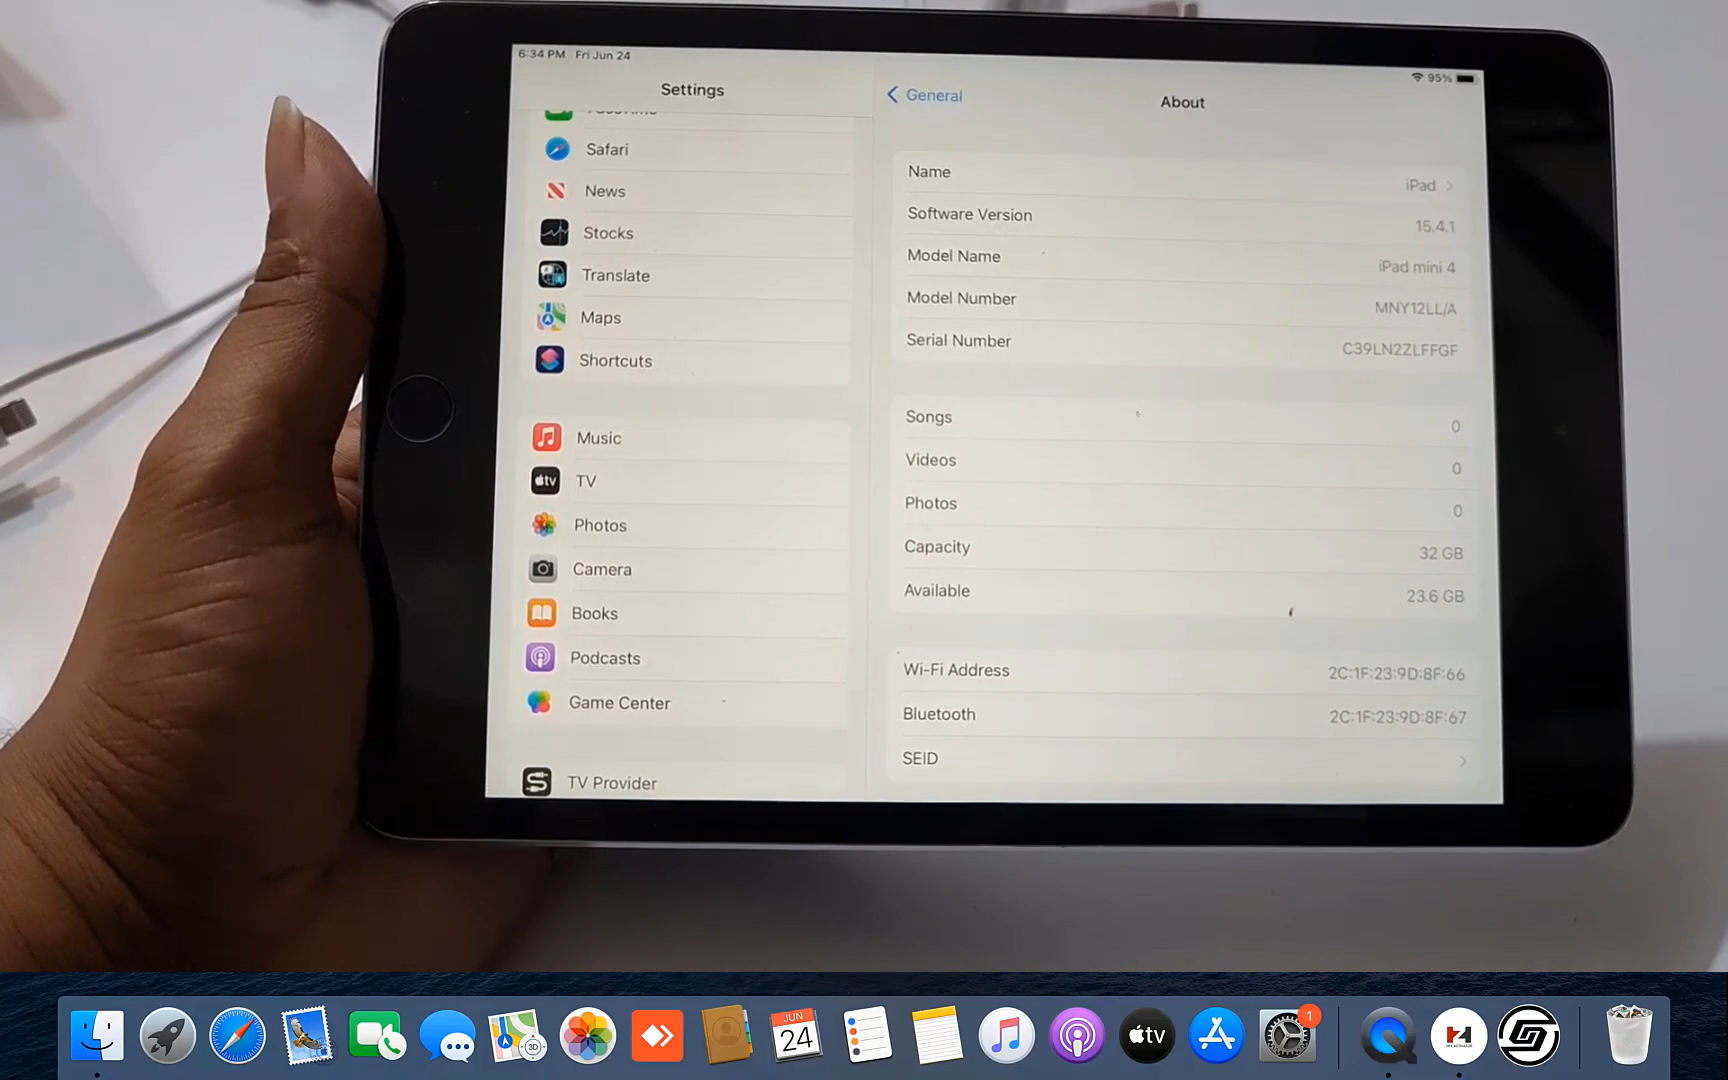 6:34 PM Fri Jun 24
95%
Settings
Safari
News
Stocks
Translate
Maps
Shortcuts
Music
TV
Photos
Camera
Books
Podcasts
Game Center
TV Provider
General
About
Name iPad
Software Version 15.4.1
Model Name iPad mini 4
Model Number MNY12LL/A
Serial Number C39LN2ZLFFGF
Songs 0
Videos 0
Photos 0
Capacity 32 GB
Available 23.6 GB
Wi-Fi Address 2C:1F:23:9D:8F:66
Bluetooth 2C:1F:23:9D:8F:67
SEID
tv
3D
JUN
24
tv
1